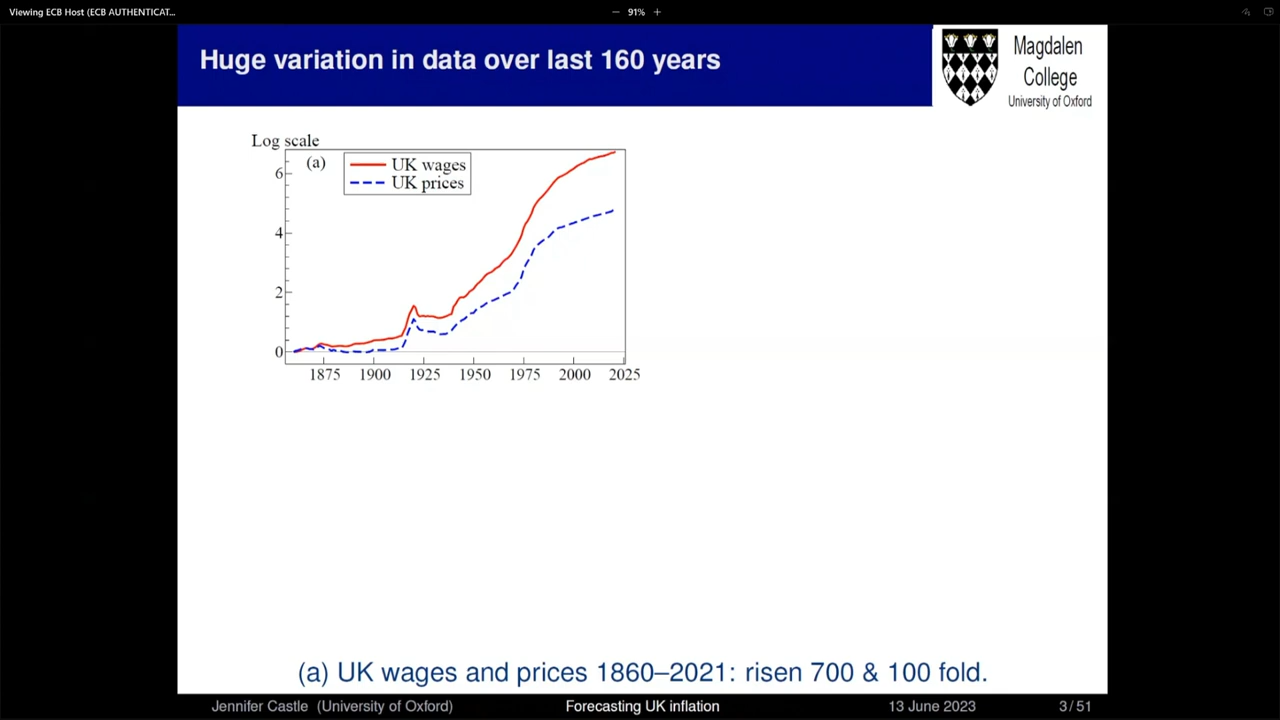 Viewing ECB Host (ECB AUTHENTICAT...
91%
Huge variation in data over last 160 years
Magdalen
College
University of Oxford
Log scale
(a)
UK wages
UK prices
6
4
2
0
1875 1900 1925 1950 1975 2000 2025
(a) UK wages and prices 1860–2021: risen 700 & 100 fold.
Jennifer Castle (University of Oxford) Forecasting UK inflation 13 June 2023 3 / 51